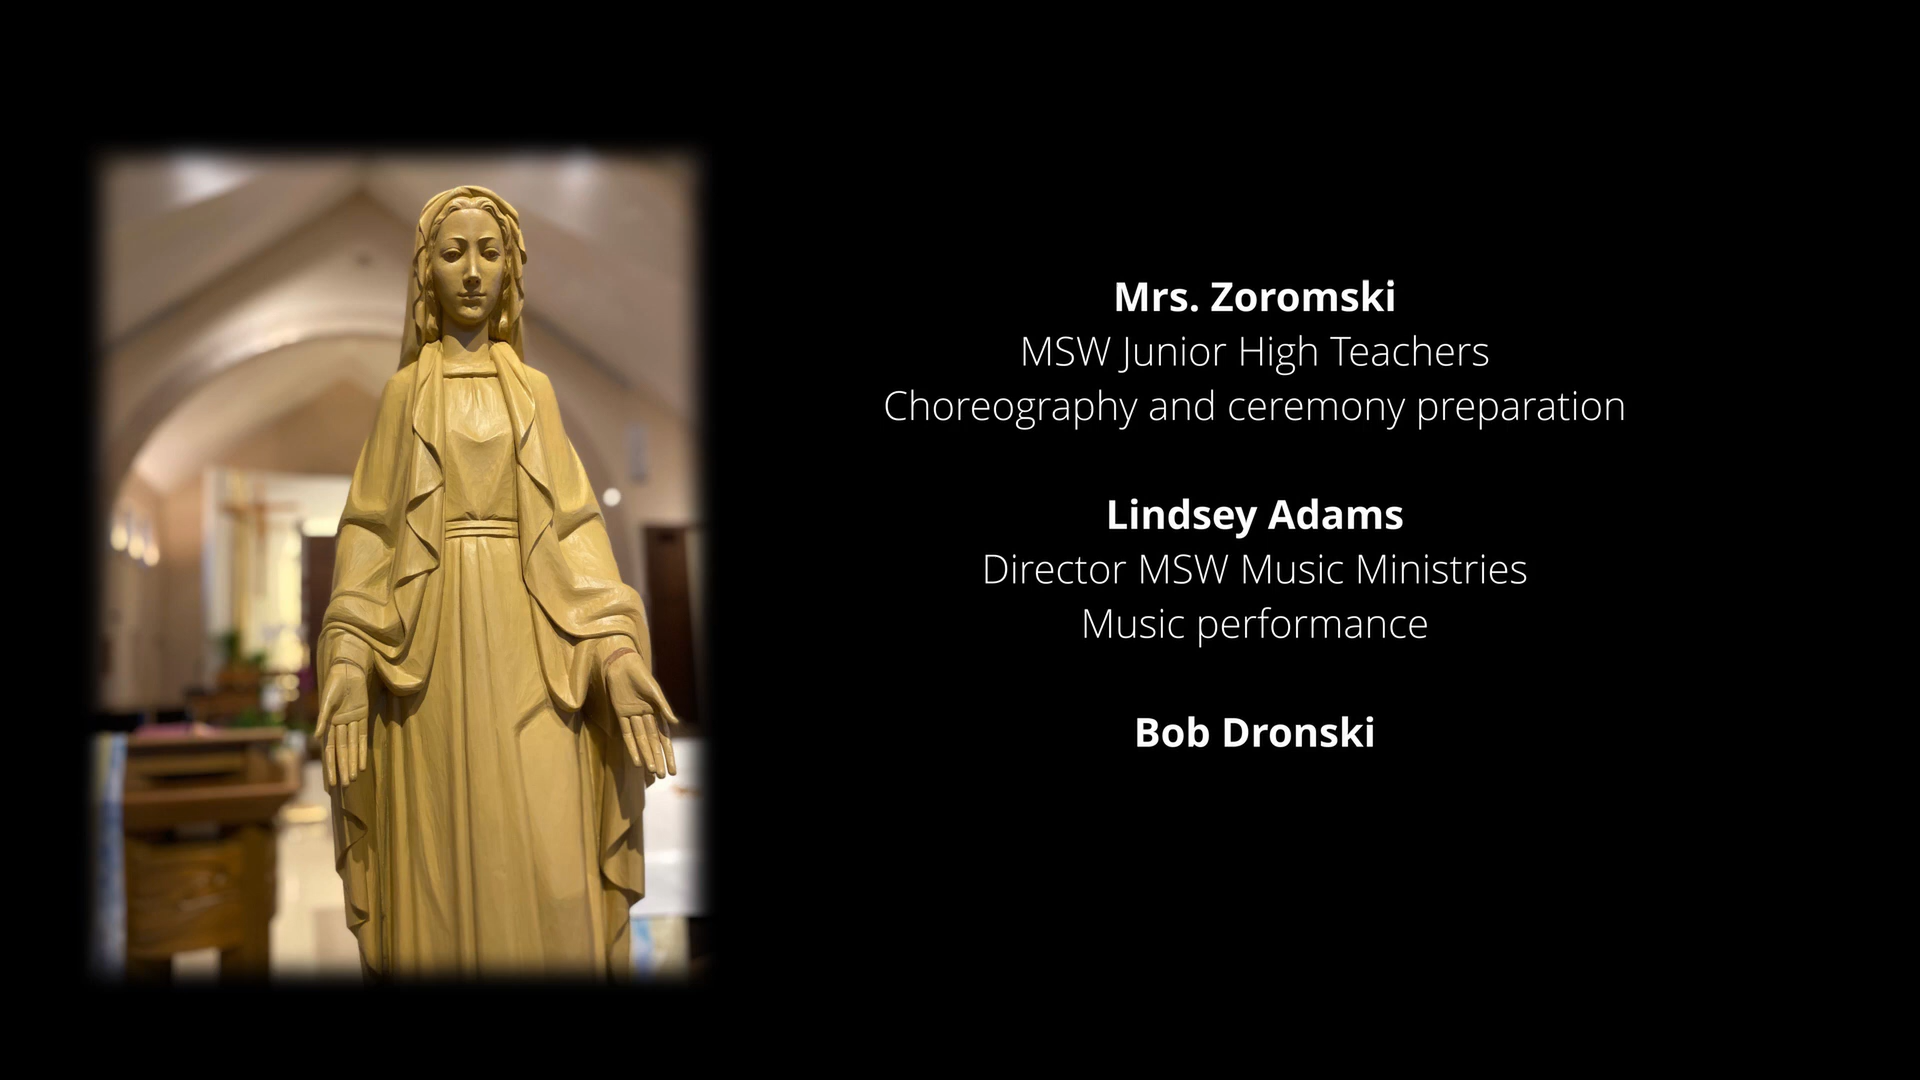 Mrs. Zoromski
MSW Junior High Teachers
Choreography and ceremony preparation
Lindsey Adams
Director MSW Music Ministries
Music performance
Bob Dronski